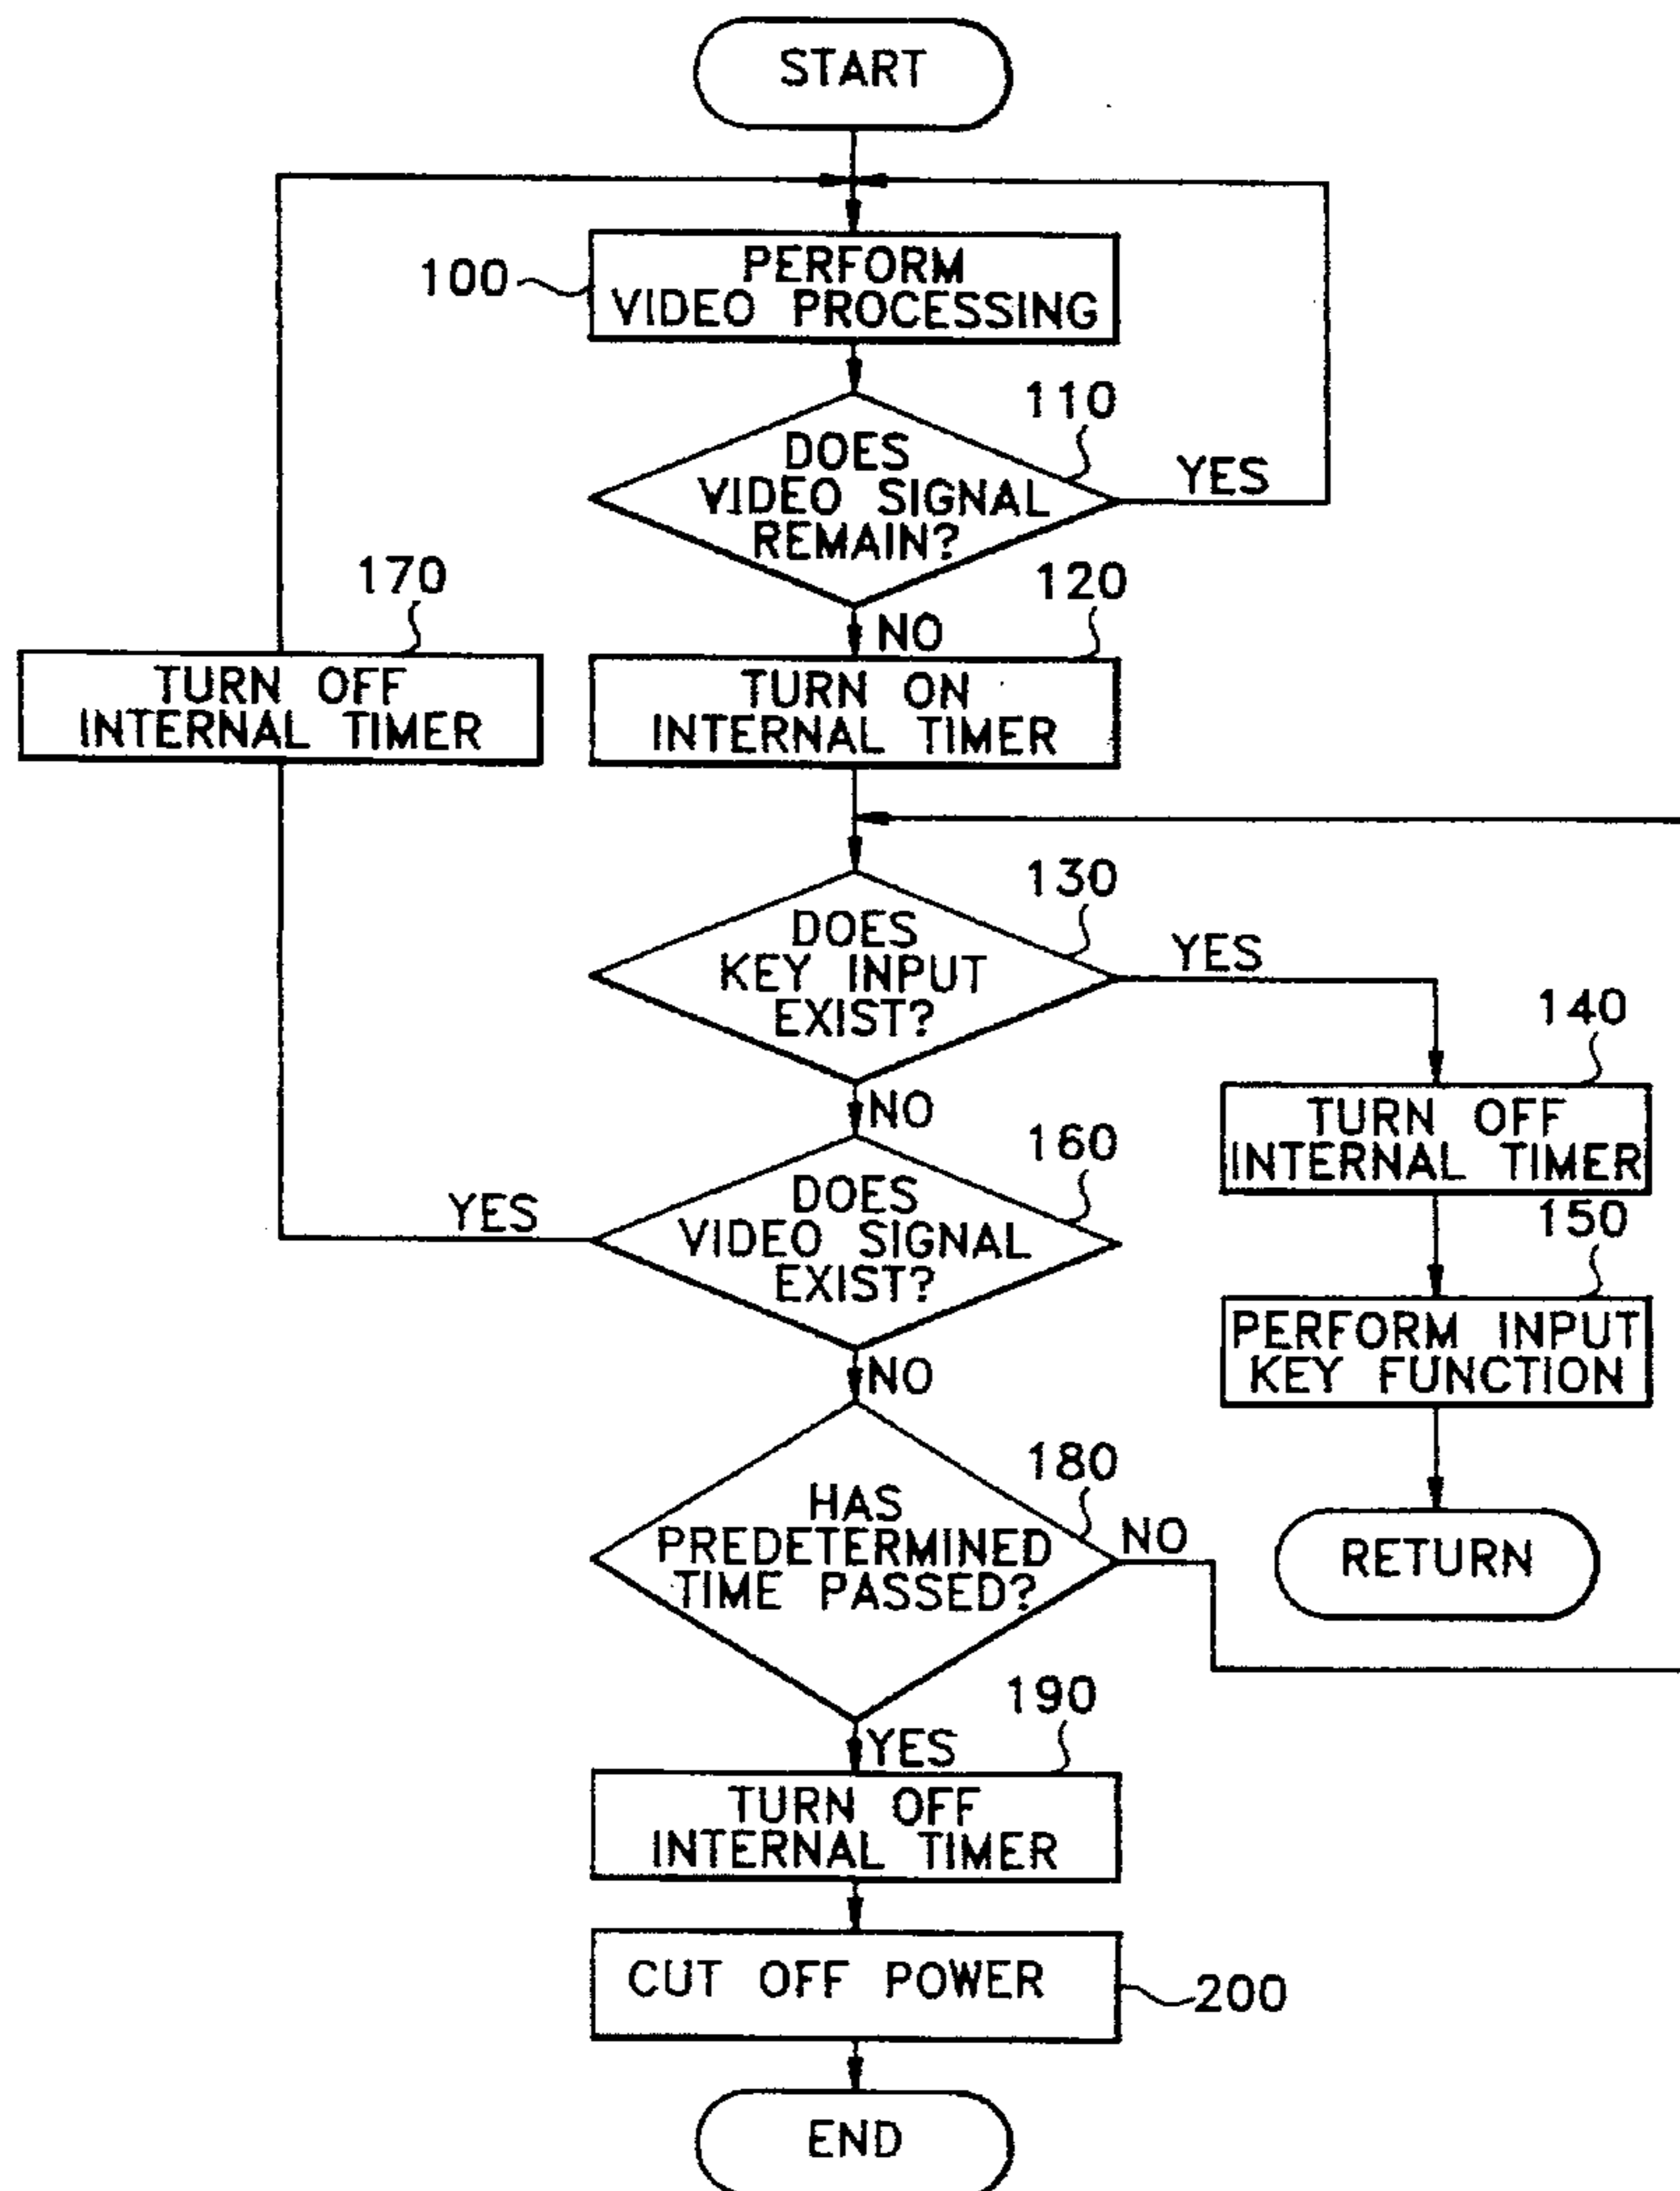 START
100
PERFORM
VIDEO PROCESSING
110
DOES
VIDEO SIGNAL
REMAIN?
YES
NO
120
TURN ON
INTERNAL TIMER
170
TURN OFF
INTERNAL TIMER
130
DOES
KEY INPUT
EXIST?
YES
NO
140
TURN OFF
INTERNAL TIMER
150
PERFORM INPUT
KEY FUNCTION
RETURN
160
DOES
VIDEO SIGNAL
EXIST?
YES
NO
180
HAS
PREDETERMINED
TIME PASSED?
NO
YES
190
TURN OFF
INTERNAL TIMER
CUT OFF POWER
200
END